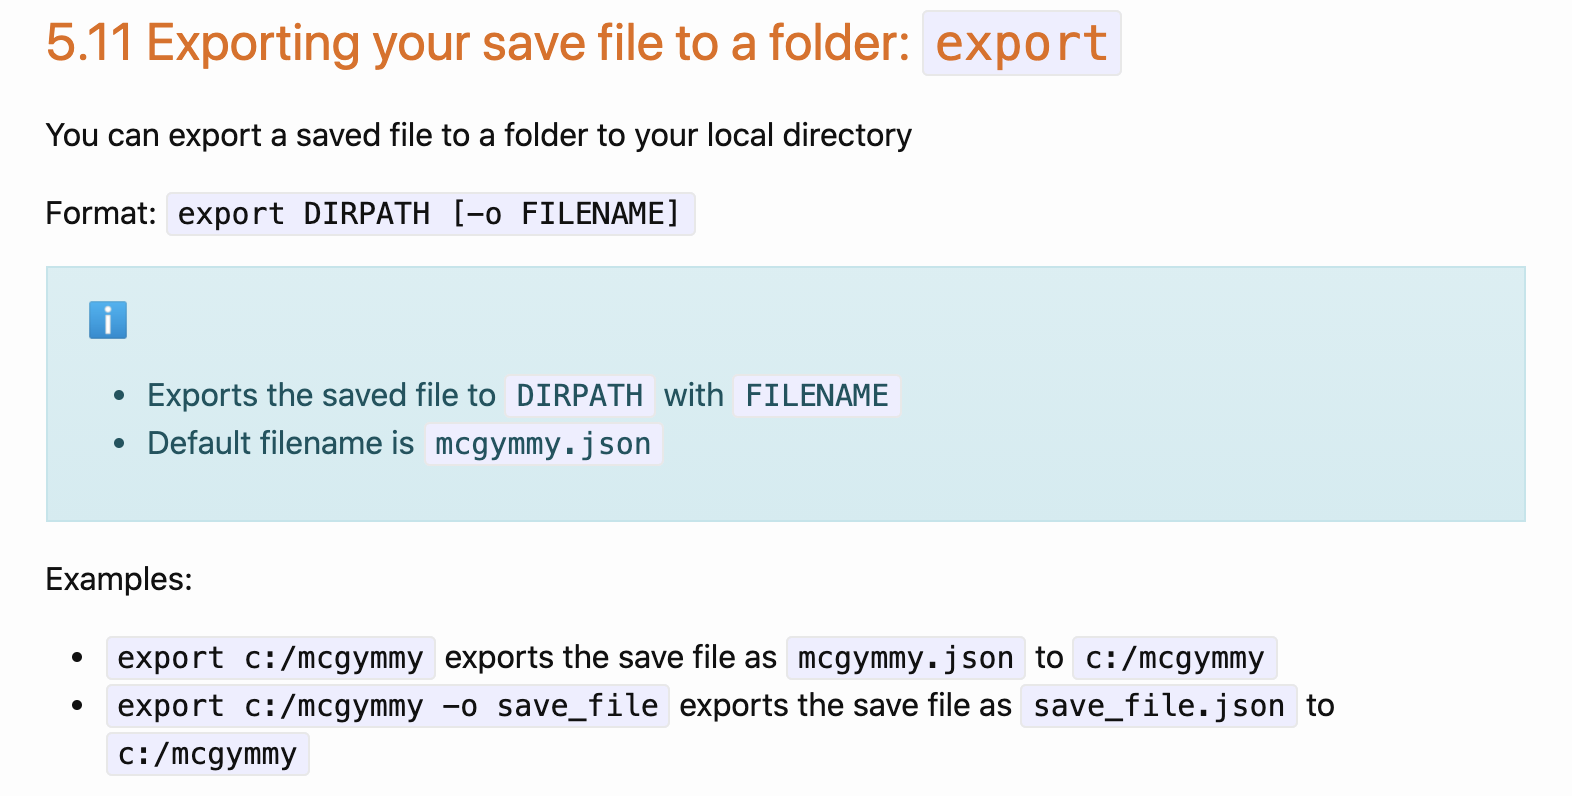 5.11 Exporting your save file to a folder: export
You can export a saved file to a folder to your local directory
Format: export DIRPATH [-o FILENAME]
i
• Exports the saved file to DIRPATH with FILENAME
• Default filename is mcgymmy.json
Examples:
• export c:/mcgymmy exports the save file as mcgymmy.json to c:/mcgymmy
• export c:/mcgymmy -o save_file exports the save file as save_file.json to
c:/mcgymmy